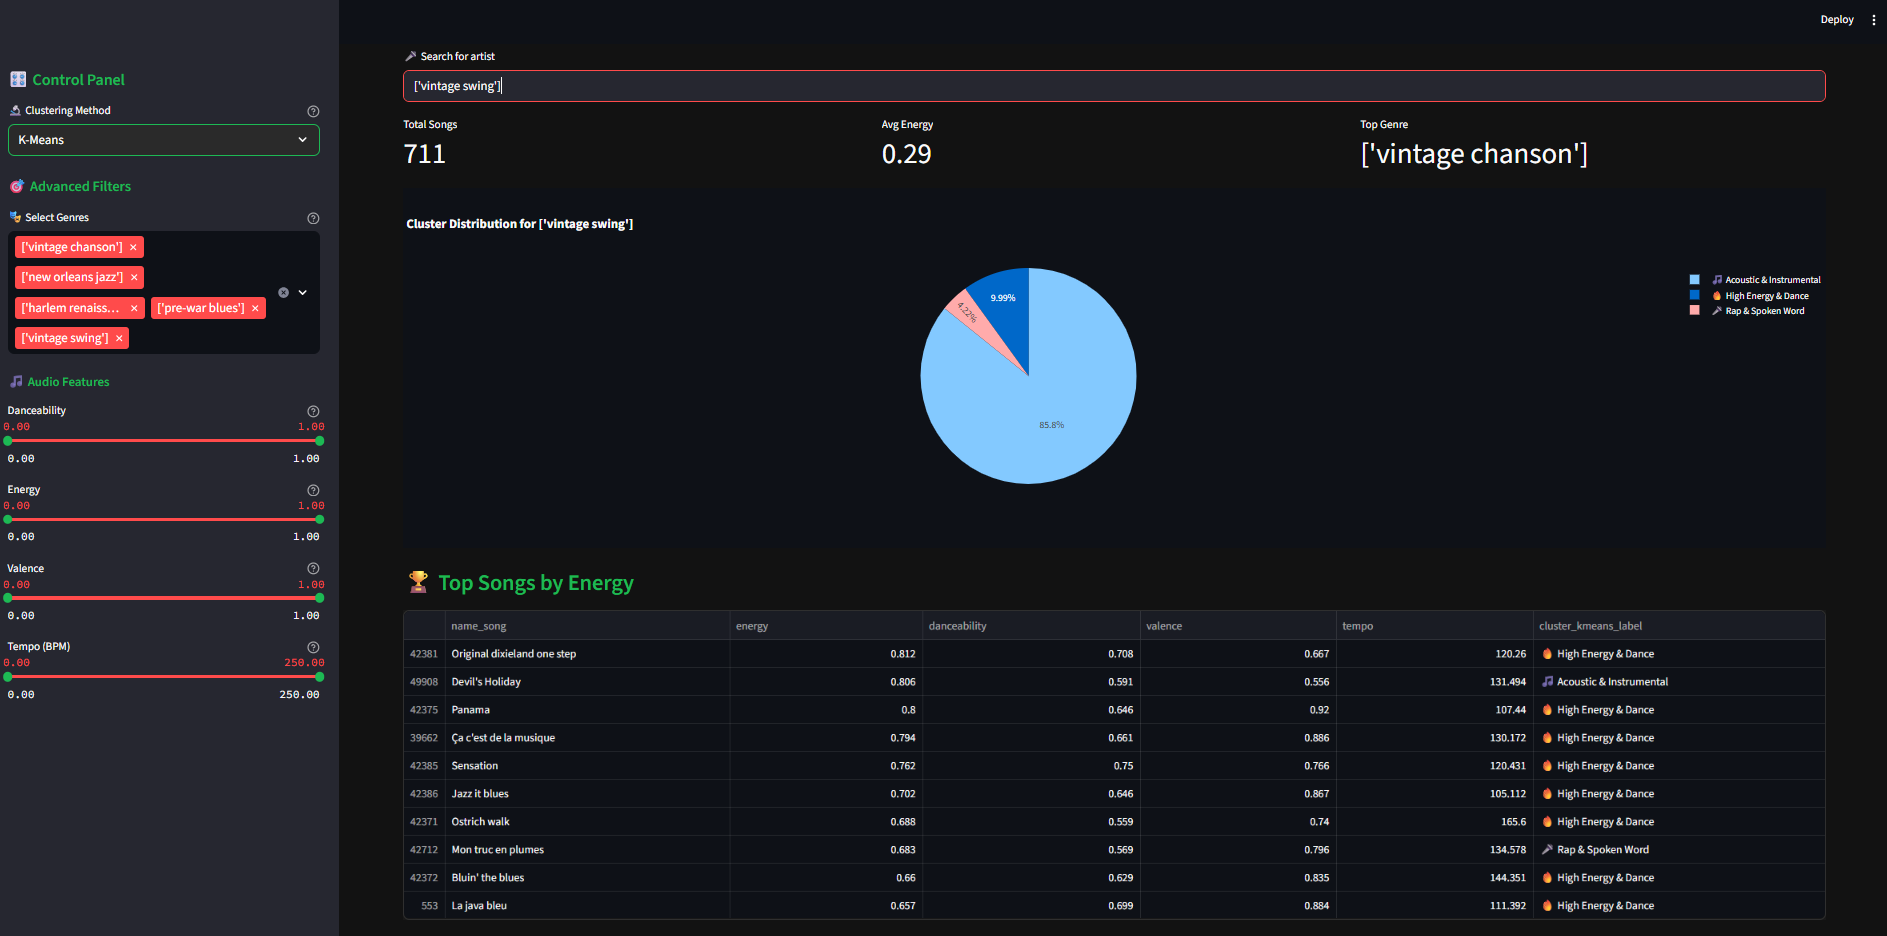 Deploy
Control Panel
Clustering Method
K-Means
Advanced Filters
Select Genres
['vintage chanson'] ×
['new orleans jazz'] ×
['harlem renaiss... × ['pre-war blues'] ×
['vintage swing'] ×
Audio Features
Danceability
0.00 1.00
0.00 1.00
Energy
0.00 1.00
0.00 1.00
Valence
0.00 1.00
0.00 1.00
Tempo (BPM)
0.00 250.00
0.00 250.00
Search for artist
['vintage swing']
Total Songs Avg Energy Top Genre
711 0.29 ['vintage chanson']
Cluster Distribution for ['vintage swing']
9.99%
4.22%
85.8%
Acoustic & Instrumental
High Energy & Dance
Rap & Spoken Word
Top Songs by Energy
name_song energy danceability valence tempo cluster_kmeans_label
42381 Original dixieland one step 0.812 0.708 0.667 120.26 High Energy & Dance
49908 Devil's Holiday 0.806 0.591 0.556 131.494 Acoustic & Instrumental
42375 Panama 0.8 0.646 0.92 107.44 High Energy & Dance
39662 Ça c'est de la musique 0.794 0.661 0.886 130.172 High Energy & Dance
42385 Sensation 0.762 0.75 0.766 120.431 High Energy & Dance
42386 Jazz it blues 0.702 0.646 0.867 105.112 High Energy & Dance
42371 Ostrich walk 0.688 0.559 0.74 165.6 High Energy & Dance
42712 Mon truc en plumes 0.683 0.569 0.796 134.578 Rap & Spoken Word
42372 Bluin' the blues 0.66 0.629 0.835 144.351 High Energy & Dance
553 La java bleu 0.657 0.699 0.884 111.392 High Energy & Dance